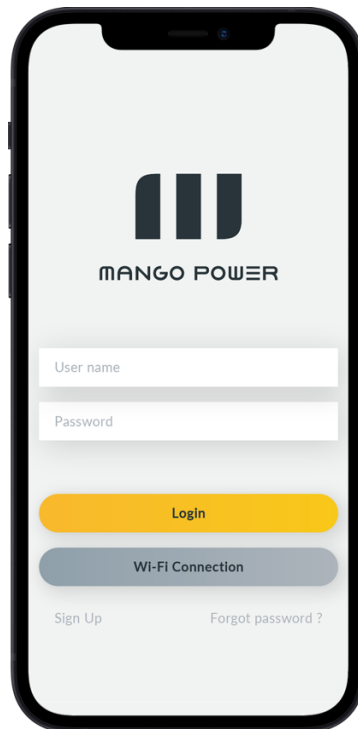 MANGO POWER
User name
Password
Login
Wi-Fi Connection
Sign Up Forgot password ?